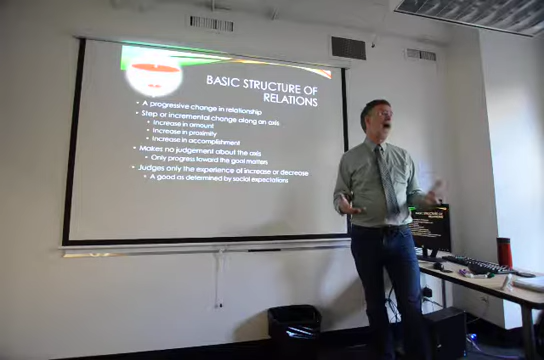 BASIC STRUCTURE OF
RELATIONS
• A progressive change in relationship
• Step or incremental change along an axis
• Increase in amount
• Increase in proximity
• Increase in accomplishment
• Makes no judgement about the axis
• Only progress toward the goal matters
• Judges only the experience of increase or decrease
• A good as determined by social expectations